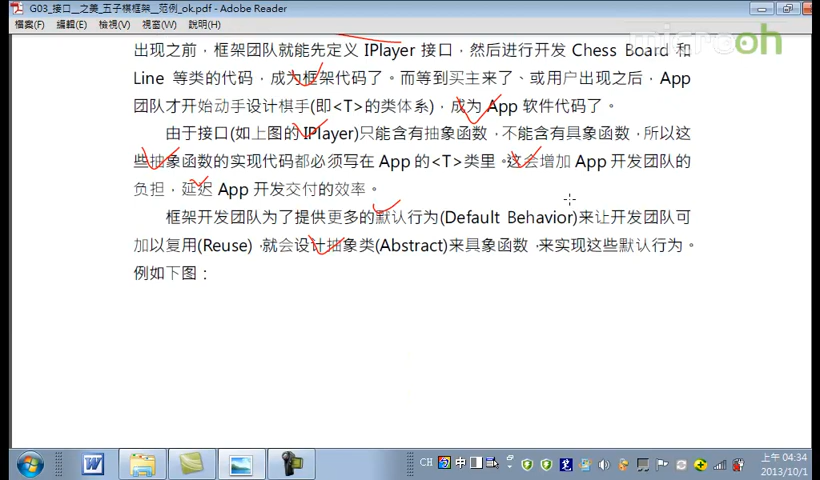 G03_接口__之美_五子棋框架__范例_ok.pdf - Adobe Reader
檔案(F) 編輯(E) 檢視(V) 視窗(W) 說明(H)
microoh
出现之前，框架团队就能先定义 IPlayer 接口，然后进行开发 Chess Board 和
Line 等类的代码，成为框架代码了。而等到买主来了、或用户出现之后，App
团队才开始动手设计棋手(即<T>的类体系)，成为 App 软件代码了。
由于接口(如上图的 IPlayer)只能含有抽象函数，不能含有具象函数，所以这
些抽象函数的实现代码都必须写在 App 的<T>类里。这会增加 App 开发团队的
负担，延迟 App 开发交付的效率。
框架开发团队为了提供更多的默认行为(Default Behavior)来让开发团队可
加以复用(Reuse)，就会设计抽象类(Abstract)来具象函数，来实现这些默认行为。
例如下图：
CH 中
上午 04:34
2013/10/1